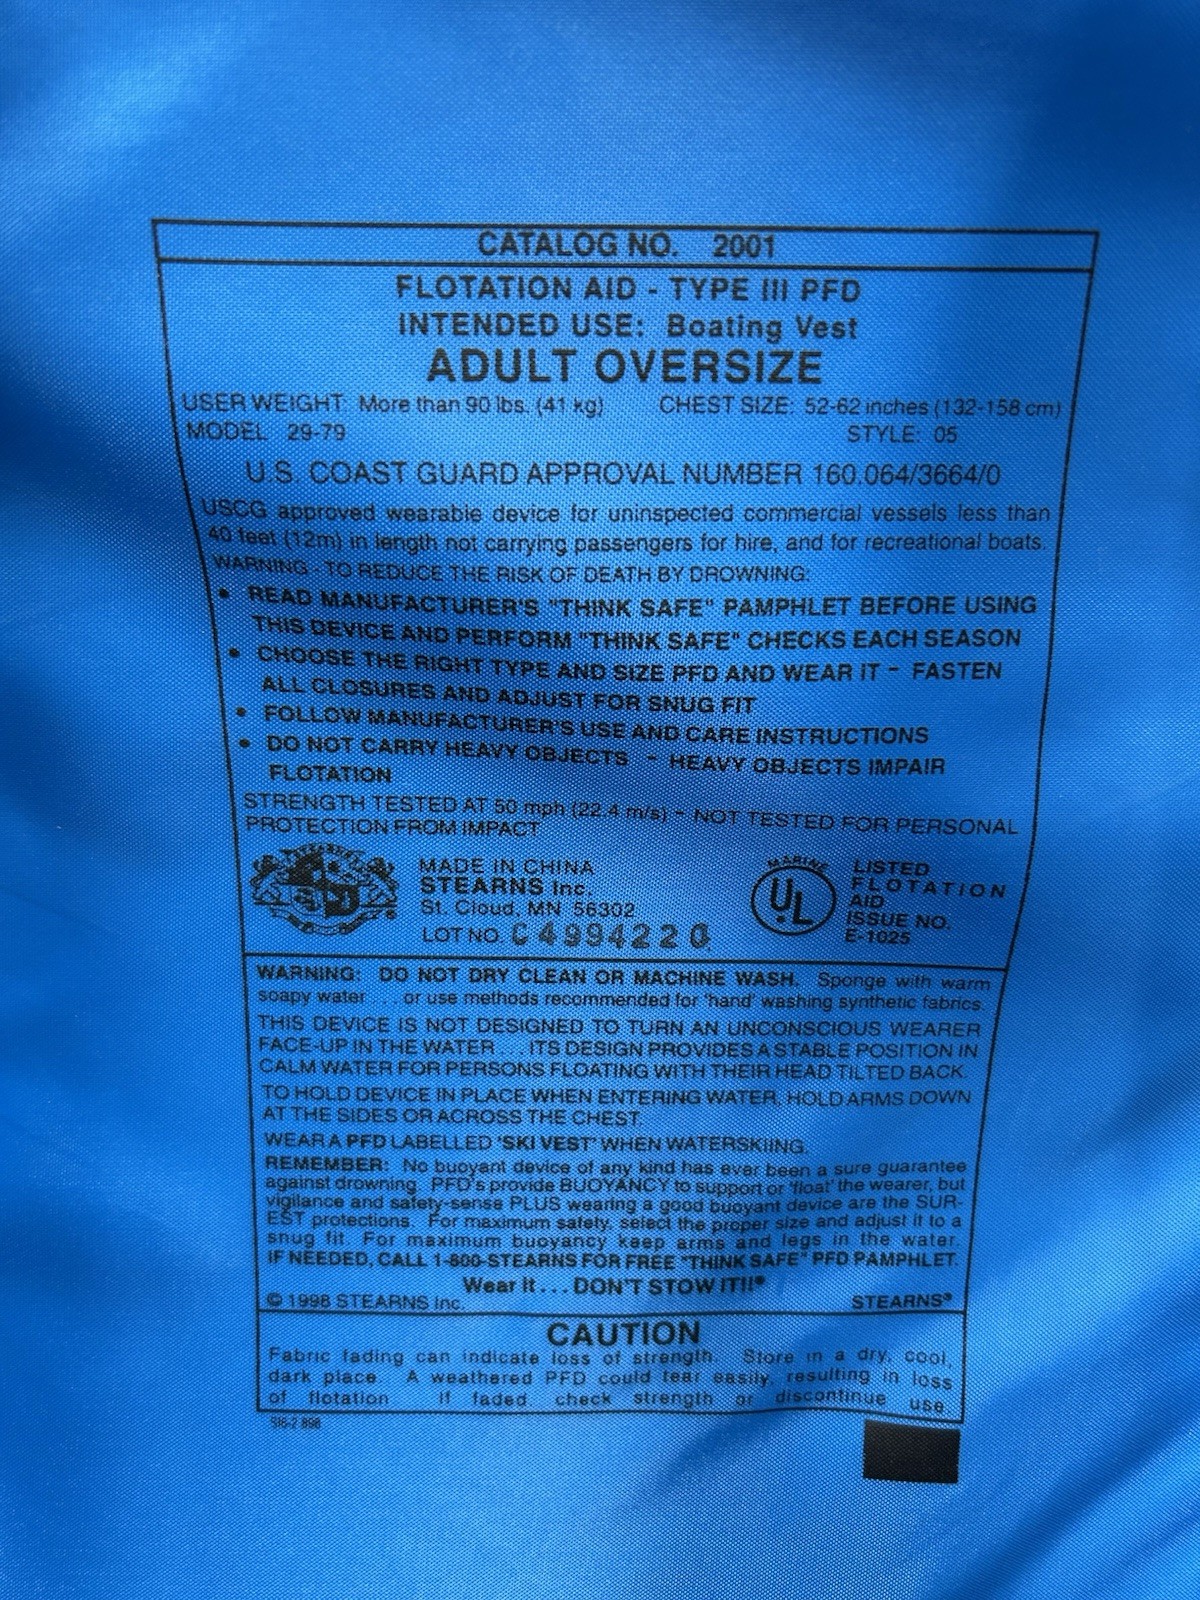 CATALOG NO. 2001
FLOTATION AID - TYPE III PFD
INTENDED USE: Boating Vest
ADULT OVERSIZE
USER WEIGHT: More than 90 lbs. (41 kg) CHEST SIZE: 52-62 inches (132-158 cm)
MODEL 29-79 STYLE: 05
U.S. COAST GUARD APPROVAL NUMBER 160.064/3664/0
USCG approved wearable device for uninspected commercial vessels less than
40 feet (12m) in length not carrying passengers for hire, and for recreational boats.
WARNING - TO REDUCE THE RISK OF DEATH BY DROWNING:
• READ MANUFACTURER'S "THINK SAFE" PAMPHLET BEFORE USING
THIS DEVICE AND PERFORM "THINK SAFE" CHECKS EACH SEASON
• CHOOSE THE RIGHT TYPE AND SIZE PFD AND WEAR IT - FASTEN
ALL CLOSURES AND ADJUST FOR SNUG FIT
• FOLLOW MANUFACTURER'S USE AND CARE INSTRUCTIONS
• DO NOT CARRY HEAVY OBJECTS - HEAVY OBJECTS IMPAIR
FLOTATION
STRENGTH TESTED AT 50 mph (22.4 m/s) - NOT TESTED FOR PERSONAL
PROTECTION FROM IMPACT
MADE IN CHINA
STEARNS Inc.
St. Cloud, MN 56302
LOT NO. C499422G
MARINE
UL
LISTED
FLOTATION
AID
ISSUE NO.
E-1025
WARNING: DO NOT DRY CLEAN OR MACHINE WASH. Sponge with warm
soapy water ... or use methods recommended for 'hand' washing synthetic fabrics.
THIS DEVICE IS NOT DESIGNED TO TURN AN UNCONSCIOUS WEARER
FACE-UP IN THE WATER ... ITS DESIGN PROVIDES A STABLE POSITION IN
CALM WATER FOR PERSONS FLOATING WITH THEIR HEAD TILTED BACK.
TO HOLD DEVICE IN PLACE WHEN ENTERING WATER, HOLD ARMS DOWN
AT THE SIDES OR ACROSS THE CHEST.
WEAR A PFD LABELLED 'SKI VEST' WHEN WATERSKIING.
REMEMBER: No buoyant device of any kind has ever been a sure guarantee
against drowning. PFD's provide BUOYANCY to support or 'float' the wearer, but
vigilance and safety-sense PLUS wearing a good buoyant device are the SUR-
EST protections. For maximum safety, select the proper size and adjust it to a
snug fit. For maximum buoyancy keep arms and legs in the water.
IF NEEDED, CALL 1-800-STEARNS FOR FREE "THINK SAFE" PFD PAMPHLET.
Wear It ... DON'T STOW IT!!®
© 1998 STEARNS Inc. STEARNS®
CAUTION
Fabric fading can indicate loss of strength. Store in a dry, cool,
dark place. A weathered PFD could tear easily, resulting in loss
of flotation If faded check strength or discontinue use
SI6-2 898